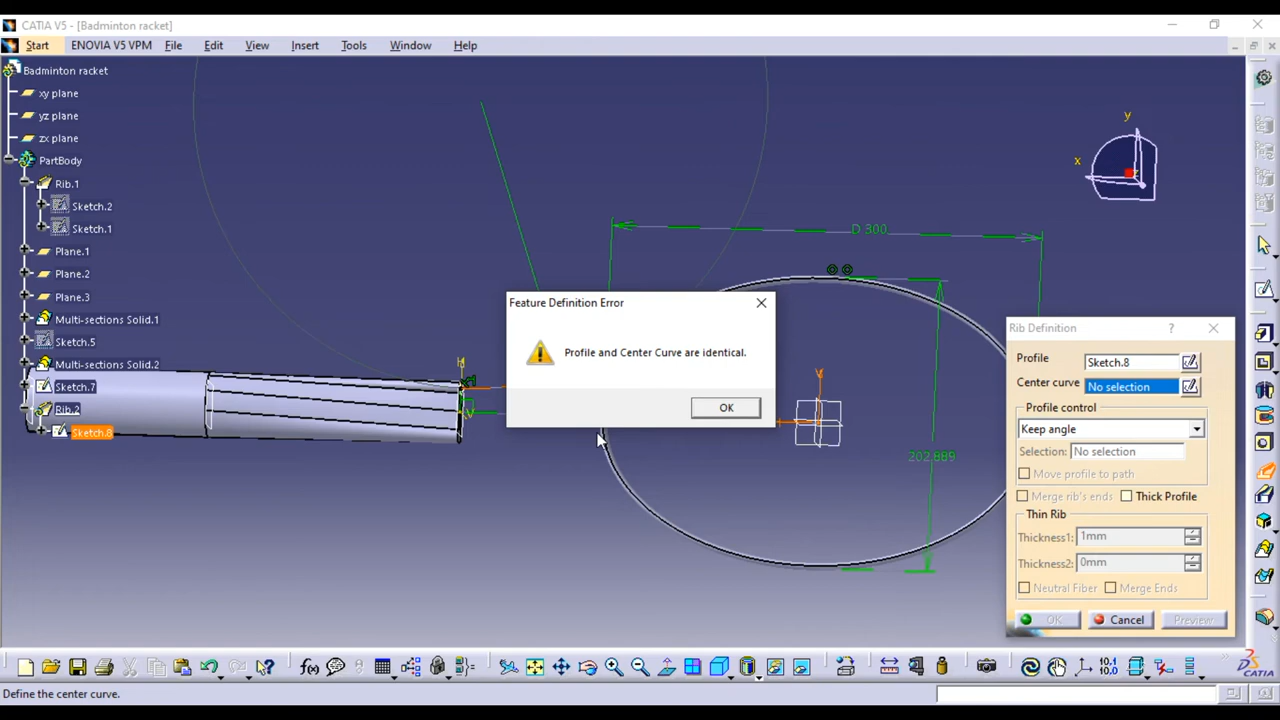 CATIA V5 - [Badminton racket]
Start ENOVIA V5 VPM File Edit View Insert Tools Window Help
Badminton racket
xy plane
yz plane
zx plane
PartBody
Rib.1
Sketch.2
Sketch.1
Plane.1
Plane.2
Plane.3
Multi-sections Solid.1
Sketch.5
Multi-sections Solid.2
Sketch.7
Rib.2
Sketch.8
y
x
D 300
202.889
H
V
V
Feature Definition Error
Profile and Center Curve are identical.
OK
Rib Definition ?
Profile Sketch.8
Center curve No selection
Profile control
Keep angle
Selection: No selection
Move profile to path
Merge rib's ends Thick Profile
Thin Rib
Thickness1: 1mm
Thickness2: 0mm
Neutral Fiber Merge Ends
OK Cancel Preview
f(x)
10.0
CATIA
Define the center curve.